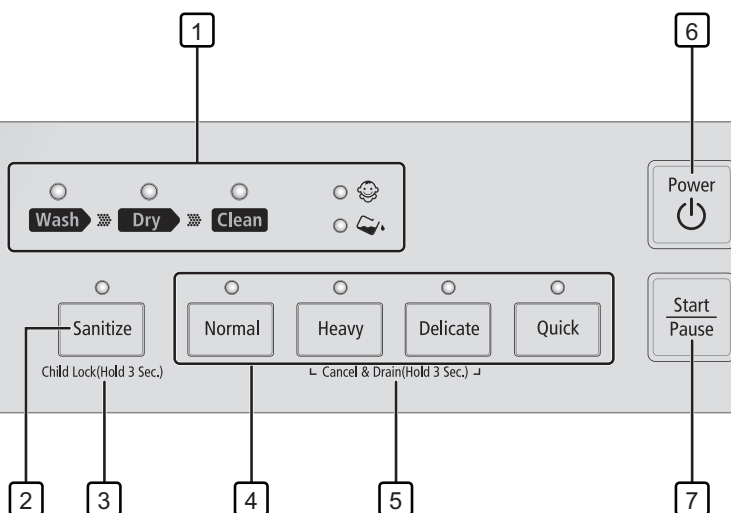 1 6
Wash Dry Clean
Power
Sanitize Normal Heavy Delicate Quick
Start
Pause
Child Lock(Hold 3 Sec.) Cancel & Drain(Hold 3 Sec.)
2 3 4 5 7